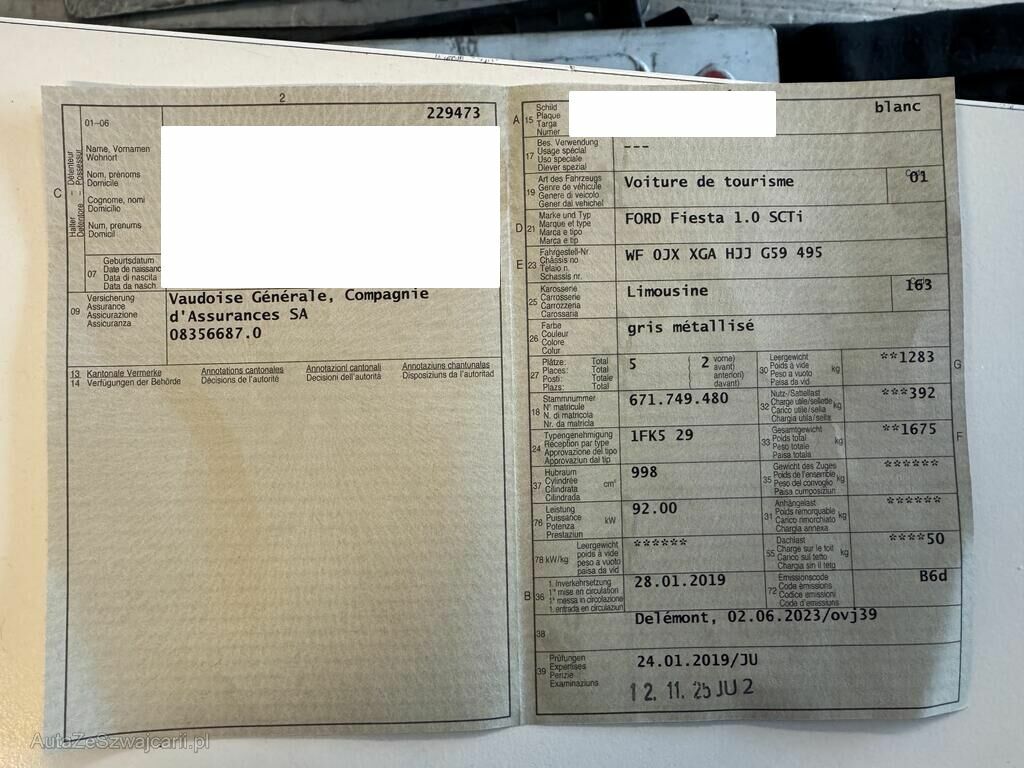 2
229473
01–06
C
Halter – Détenteur
Detentore – Possessur
Name, Vornamen
Wohnort
Nom, prénoms
Domicile
Cognome, nomi
Domicilio
Num, prenums
Domicil
07
Geburtsdatum
Date de naissance
Data di nascita
Data da nasch.
09
Versicherung
Assurance
Assicurazione
Assicuranza
Vaudoise Générale, Compagnie
d'Assurances SA
08356687.0
13 Kantonale Vermerke Annotations cantonales Annotazioni cantonali Annotaziuns chantunalas
14 Verfügungen der Behörde Décisions de l'autorité Decisioni dell'autorità Disposiziuns da l'autoritad
A 15
Schild
Plaque
Targa
Numer
blanc
17
Bes. Verwendung
Usage spécial
Uso speciale
Diever spezial
---
19
Art des Fahrzeugs
Genre de véhicule
Genere di veicolo
Gener dal vehichel
Voiture de tourisme
01
D 21
Marke und Typ
Marque et type
Marca e tipo
Marca e tip
FORD Fiesta 1.0 SCTi
E 23
Fahrgestell-Nr.
Châssis no
Telaio n.
Schassis nr.
WF 0JX XGA HJJ G59 495
25
Karosserie
Carrosserie
Carrozzeria
Carossaria
Limousine
163
26
Farbe
Couleur
Colore
Colur
gris métallisé
27
Plätze: Total
Places: Total
Posti: Totale
Plazs: Total
5
2
vorne)
avant)
anteriori)
davant)
30
Leergewicht
Poids à vide
Peso a vuoto
Paisa da vid
kg
**1283
G
18
Stammnummer
N° matricule
N. di matricola
Nr. da matricla
671.749.480
32
Nutz-/Sattellast
Charge utile/sellette
Carico utile/sella
Chargia utila/sella
kg
***392
24
Typengenehmigung
Réception par type
Approvazione del tipo
Approvaziun dal tip
1FK5 29
33
Gesamtgewicht
Poids total
Peso totale
Paisa totala
kg
**1675
F
37
Hubraum
Cylindrée
Cilindrata
Cilindrada
cm³
998
35
Gewicht des Zuges
Poids de l'ensemble
Peso del convoglio
Paisa cumposiziun
kg
******
76
Leistung
Puissance
Potenza
Prestaziun
kW
92.00
31
Anhängelast
Poids remorquable
Carico rimorchiato
Chargia annexa
kg
******
78 kW/kg
Leergewicht
poids à vide
peso a vuoto
paisa da vid
******
55
Dachlast
Charge sur le toit
Carico sul tetto
Chargia sin il tetg
kg
****50
B 36
1. Inverkehrsetzung
1re mise en circulation
1a messa in circolazione
1. entrada en circulaziun
28.01.2019
72
Emissionscode
Code émissions
Codice emissioni
Code d'emissiuns
B6d
38
Delémont, 02.06.2023/ovj39
39
Prüfungen
Expertises
Perizie
Examinaziuns
24.01.2019/JU
12. 11. 25 JU 2
AutaZeSzwajcarii.pl